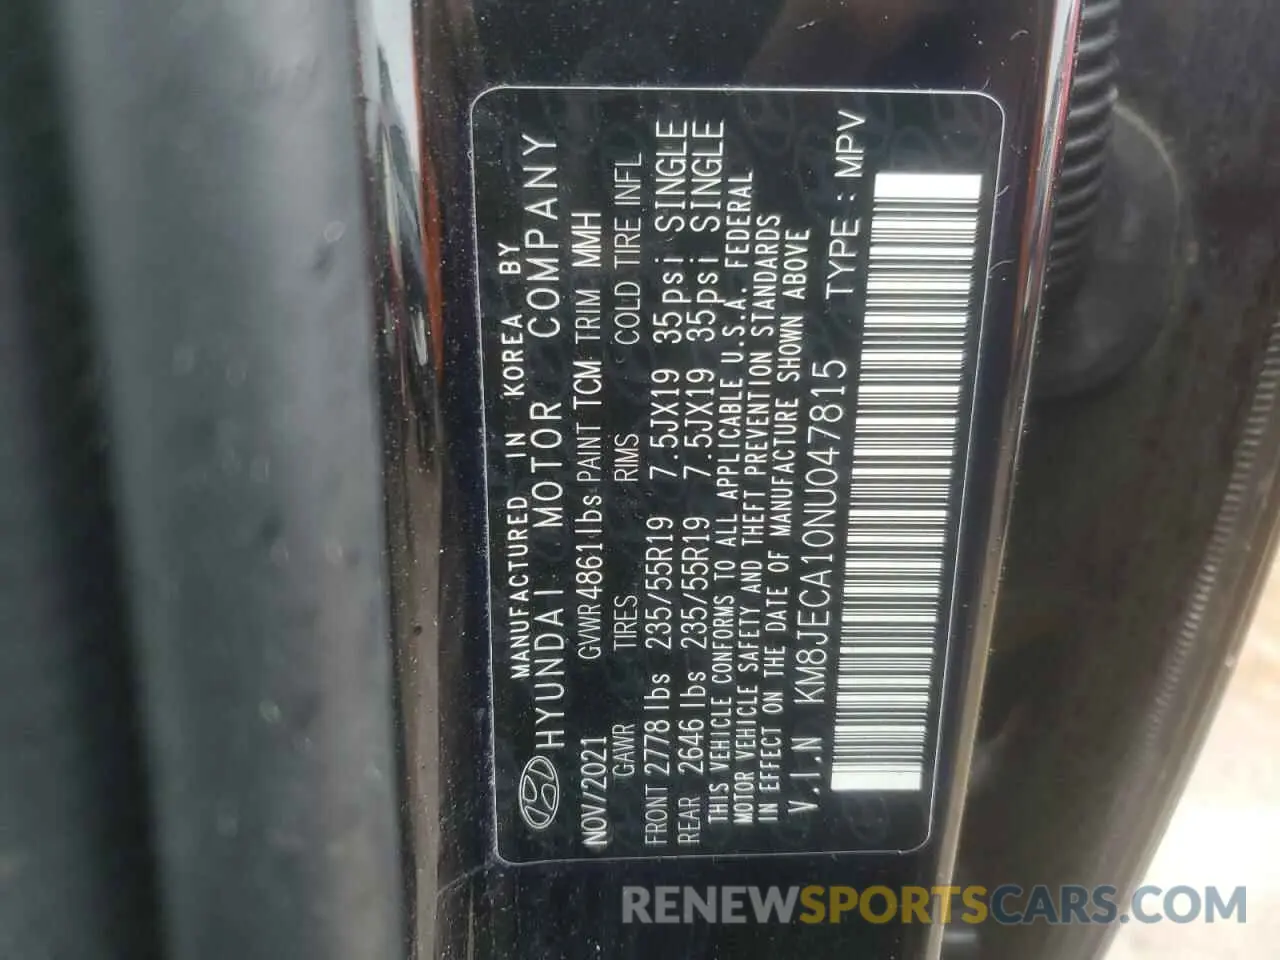 MANUFACTURED IN KOREA BY
HYUNDAI MOTOR COMPANY
NOV/2021 GVWR 4861 lbs PAINT TCM TRIM MMH
GAWR TIRES RIMS COLD TIRE INFL
FRONT 2778 lbs 235/55R19 7.5JX19 35psi SINGLE
REAR 2646 lbs 235/55R19 7.5JX19 35psi SINGLE
THIS VEHICLE CONFORMS TO ALL APPLICABLE U.S.A. FEDERAL
MOTOR VEHICLE SAFETY AND THEFT PREVENTION STANDARDS
IN EFFECT ON THE DATE OF MANUFACTURE SHOWN ABOVE
V.I.N KM8JECA10NU047815 TYPE : MPV
RENEWSPORTSCARS.COM